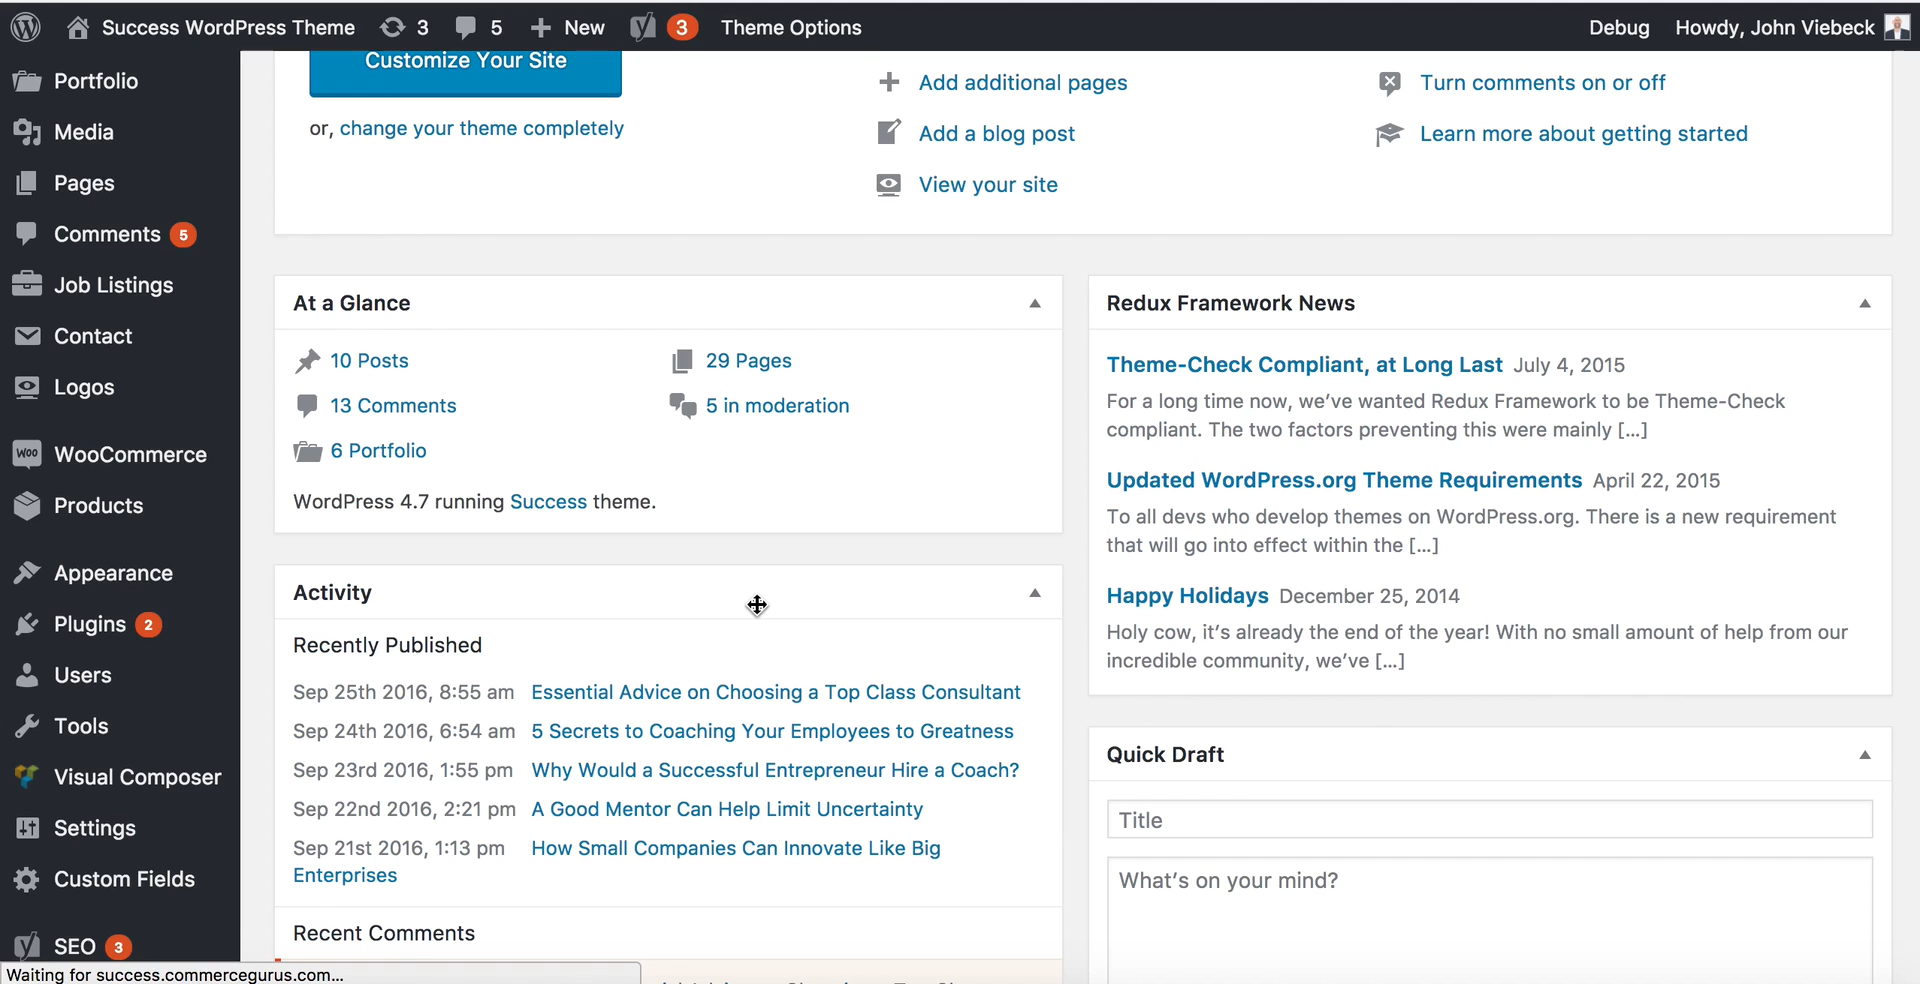 Success WordPress Theme 3 5 New 3 Theme Options Debug Howdy, John Viebeck
Portfolio
Media
Pages
Comments 5
Job Listings
Contact
Logos
WOO WooCommerce
Products
Appearance
Plugins 2
Users
Tools
Visual Composer
Settings
Custom Fields
SEO 3
Customize Your Site
or, change your theme completely
Add additional pages
Add a blog post
View your site
Turn comments on or off
Learn more about getting started
At a Glance
10 Posts
29 Pages
13 Comments
5 in moderation
6 Portfolio
WordPress 4.7 running Success theme.
Activity
Recently Published
Sep 25th 2016, 8:55 am Essential Advice on Choosing a Top Class Consultant
Sep 24th 2016, 6:54 am 5 Secrets to Coaching Your Employees to Greatness
Sep 23rd 2016, 1:55 pm Why Would a Successful Entrepreneur Hire a Coach?
Sep 22nd 2016, 2:21 pm A Good Mentor Can Help Limit Uncertainty
Sep 21st 2016, 1:13 pm How Small Companies Can Innovate Like Big
Enterprises
Recent Comments
Redux Framework News
Theme-Check Compliant, at Long Last July 4, 2015
For a long time now, we've wanted Redux Framework to be Theme-Check
compliant. The two factors preventing this were mainly [...]
Updated WordPress.org Theme Requirements April 22, 2015
To all devs who develop themes on WordPress.org. There is a new requirement
that will go into effect within the [...]
Happy Holidays December 25, 2014
Holy cow, it's already the end of the year! With no small amount of help from our
incredible community, we've [...]
Quick Draft
Title
What's on your mind?
Waiting for success.commercegurus.com...